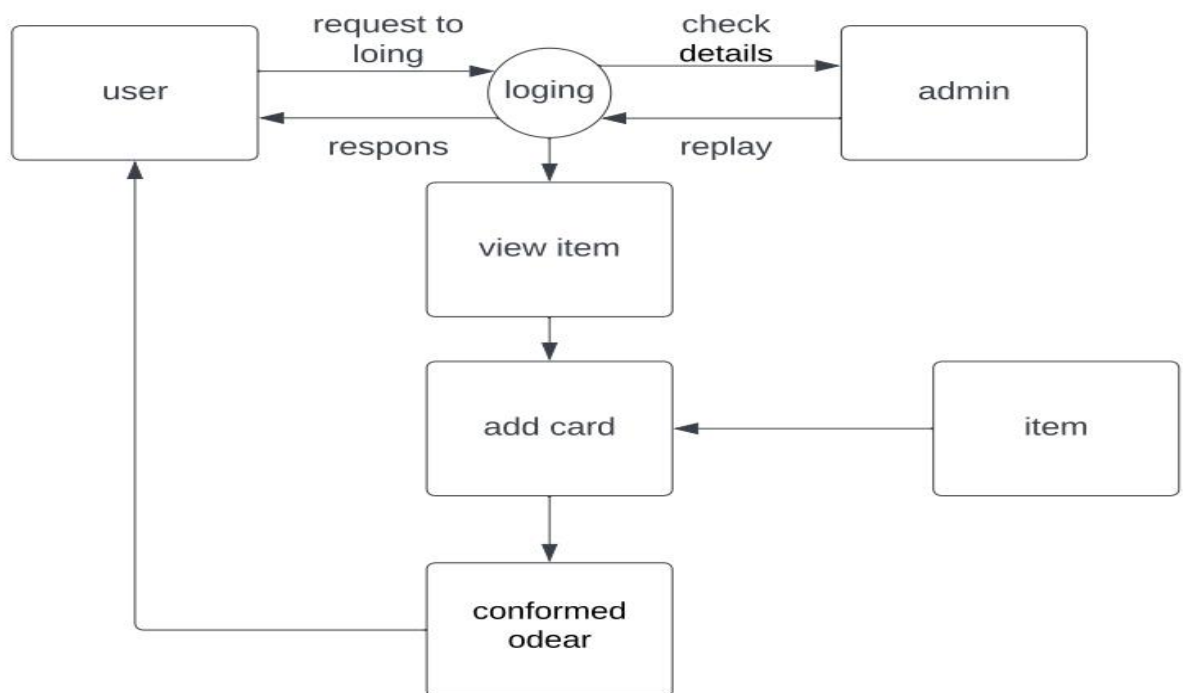 request to
loing
check
details
user
loging
admin
respons
replay
view item
add card
item
conformed
odear